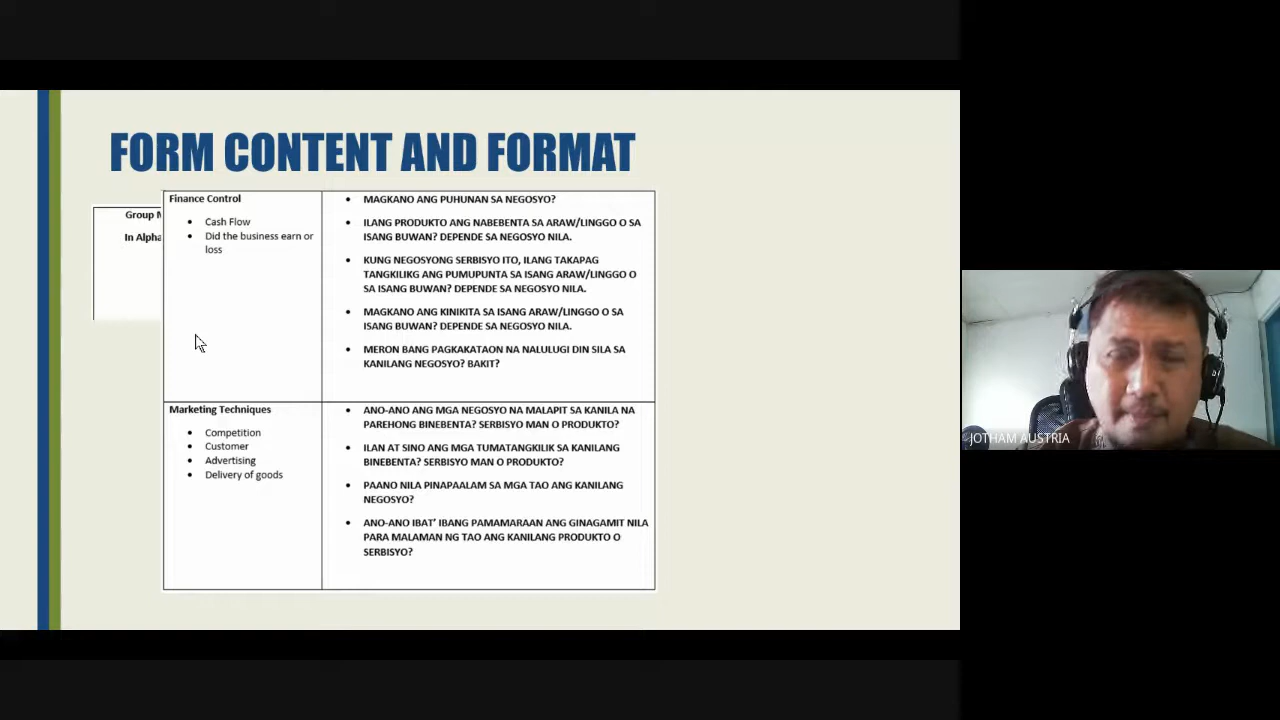 FORM CONTENT AND FORMAT
Group M
In Alpha
Finance Control
• Cash Flow
• Did the business earn or
loss
• MAGKANO ANG PUHUNAN SA NEGOSYO?
• ILANG PRODUKTO ANG NABEBENTA SA ARAW/LINGGO O SA
ISANG BUWAN? DEPENDE SA NEGOSYO NILA.
• KUNG NEGOSYONG SERBISYO ITO, ILANG TAKAPAG
TANGKILIKG ANG PUMUPUNTA SA ISANG ARAW/LINGGO O
SA ISANG BUWAN? DEPENDE SA NEGOSYO NILA.
• MAGKANO ANG KINIKITA SA ISANG ARAW/LINGGO O SA
ISANG BUWAN? DEPENDE SA NEGOSYO NILA.
• MERON BANG PAGKAKATAON NA NALULUGI DIN SILA SA
KANILANG NEGOSYO? BAKIT?
Marketing Techniques
• Competition
• Customer
• Advertising
• Delivery of goods
• ANO-ANO ANG MGA NEGOSYO NA MALAPIT SA KANILA NA
PAREHONG BINEBENTA? SERBISYO MAN O PRODUKTO?
• ILAN AT SINO ANG MGA TUMATANGKILIK SA KANILANG
BINEBENTA? SERBISYO MAN O PRODUKTO?
• PAANO NILA PINAPAALAM SA MGA TAO ANG KANILANG
NEGOSYO?
• ANO-ANO IBAT’ IBANG PAMAMARAAN ANG GINAGAMIT NILA
PARA MALAMAN NG TAO ANG KANILANG PRODUKTO O
SERBISYO?
JOTHAM AUSTRIA